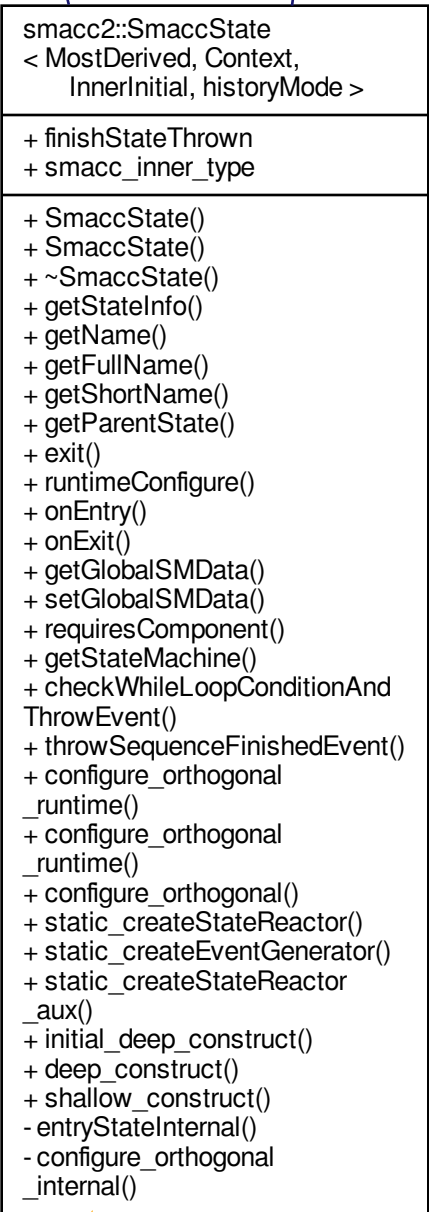 smacc2::SmaccState
< MostDerived, Context,
InnerInitial, historyMode >
+ finishStateThrown
+ smacc_inner_type
+ SmaccState()
+ SmaccState()
+ ~SmaccState()
+ getStateInfo()
+ getName()
+ getFullName()
+ getShortName()
+ getParentState()
+ exit()
+ runtimeConfigure()
+ onEntry()
+ onExit()
+ getGlobalSMData()
+ setGlobalSMData()
+ requiresComponent()
+ getStateMachine()
+ checkWhileLoopConditionAnd
ThrowEvent()
+ throwSequenceFinishedEvent()
+ configure_orthogonal
_runtime()
+ configure_orthogonal
_runtime()
+ configure_orthogonal()
+ static_createStateReactor()
+ static_createEventGenerator()
+ static_createStateReactor
_aux()
+ initial_deep_construct()
+ deep_construct()
+ shallow_construct()
- entryStateInternal()
- configure_orthogonal
_internal()